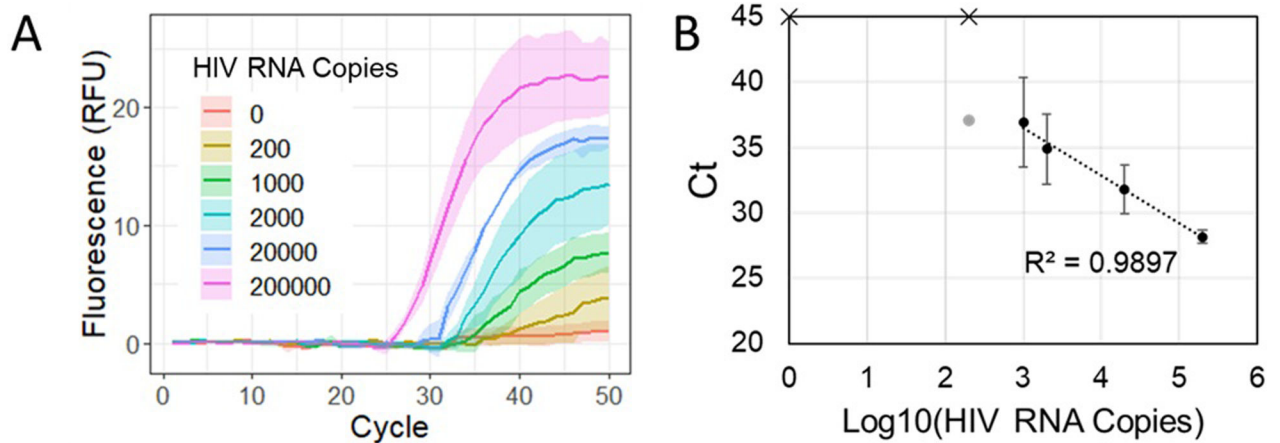 A
Fluorescence (RFU)
20
10
0
HIV RNA Copies
0
200
1000
2000
20000
200000
0 10 20 30 40 50
Cycle
B
Ct
45
40
35
30
25
20
R² = 0.9897
0 1 2 3 4 5 6
Log10(HIV RNA Copies)